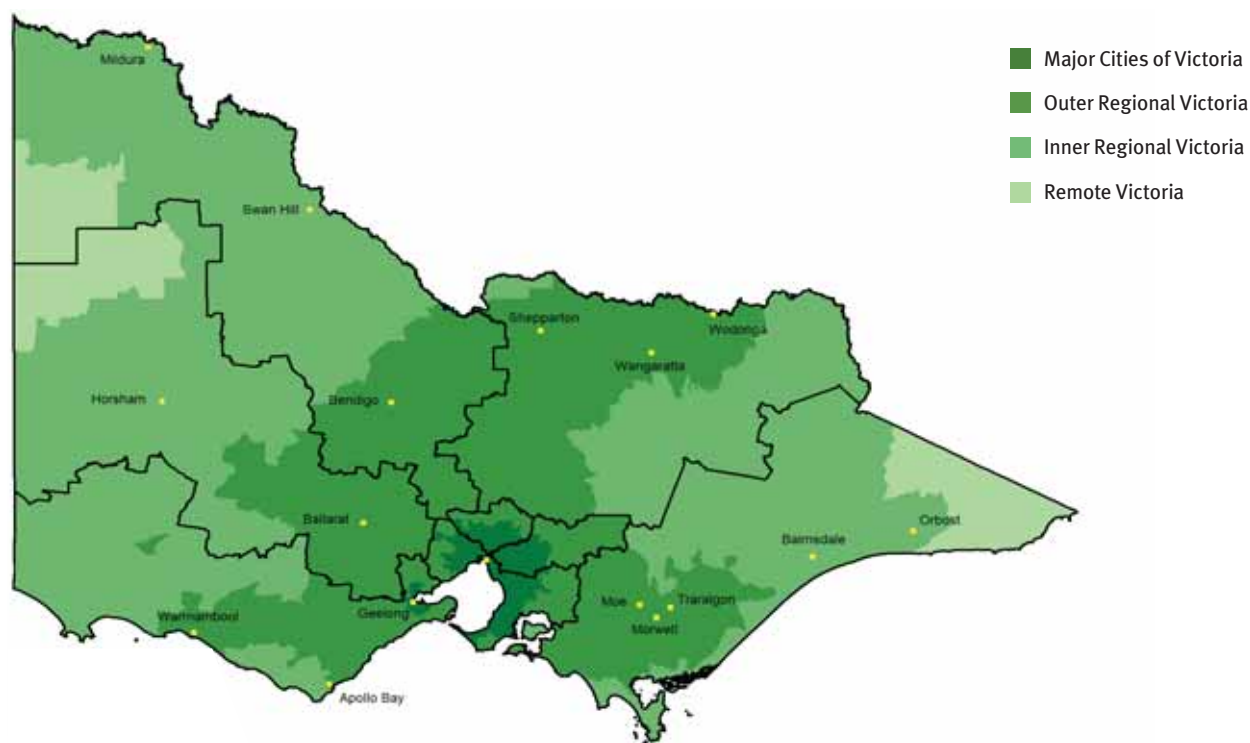 Major Cities of Victoria
Outer Regional Victoria
Inner Regional Victoria
Remote Victoria
Mildura
Swan Hill
Shepparton
Wodonga
Wangaratta
Horsham
Bendigo
Ballarat
Orbost
Bairnsdale
Moe
Traralgon
Morwell
Geelong
Warrnambool
Apollo Bay